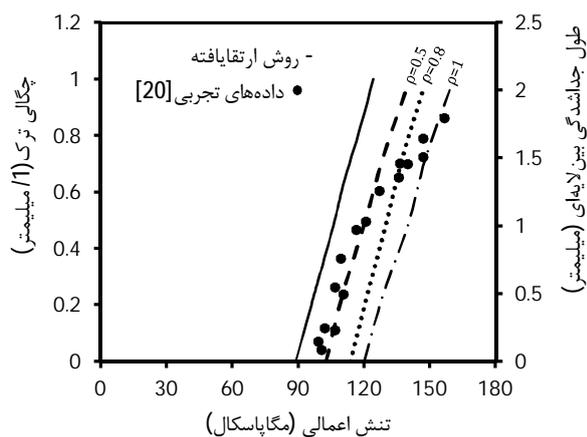 1.2
1
0.8
0.6
0.4
0.2
0
چگالی ترک(1/میلیمتر)
- روش ارتقایافته
● داده‌های تجربی[20]
ρ=0.5
ρ=0.8
ρ=1
2.5
2
1.5
1
0.5
0
طول جداشدگی بین‌لایه‌ای (میلیمتر)
0 30 60 90 120 150 180
تنش اعمالی (مگاپاسکال)